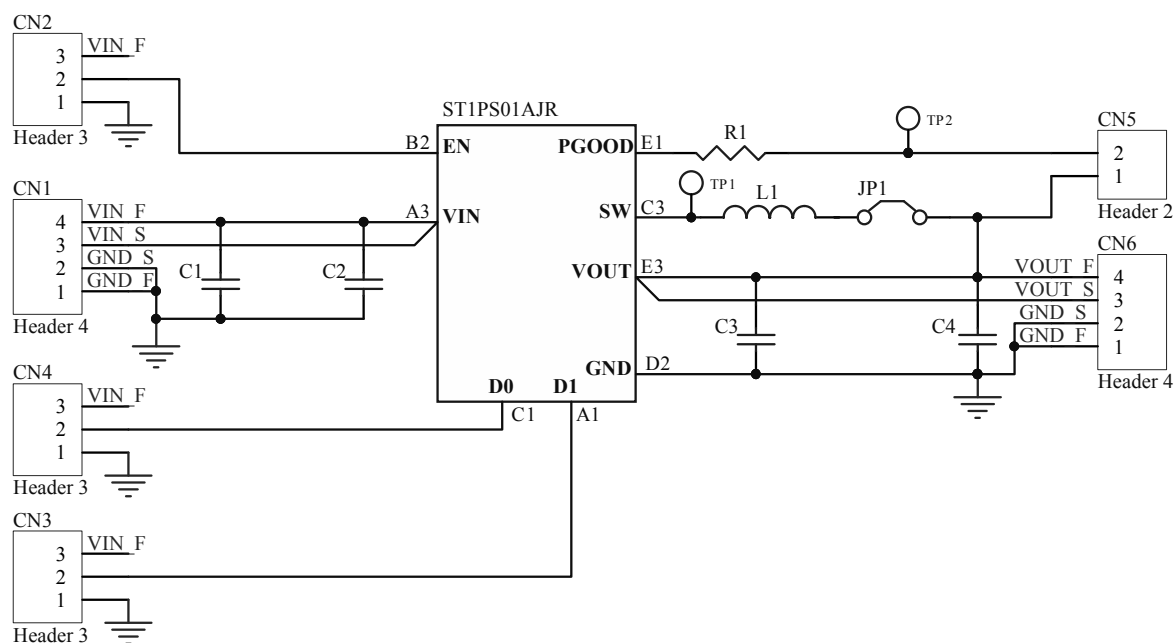 CN2
3 VIN_F
2
1
Header 3
ST1PS01AJR
B2 EN
PGOOD E1
R1
TP2
CN5
2
1
Header 2
CN1
4 VIN_F
3 VIN_S
2 GND_S
1 GND_F
Header 4
A3 VIN
C1
C2
SW C3
TP1
L1
JP1
VOUT E3
CN6
VOUT_F 4
VOUT_S 3
GND_S 2
GND_F 1
Header 4
C3
C4
GND D2
D0
D1
C1
A1
CN4
3 VIN_F
2
1
Header 3
CN3
3 VIN_F
2
1
Header 3